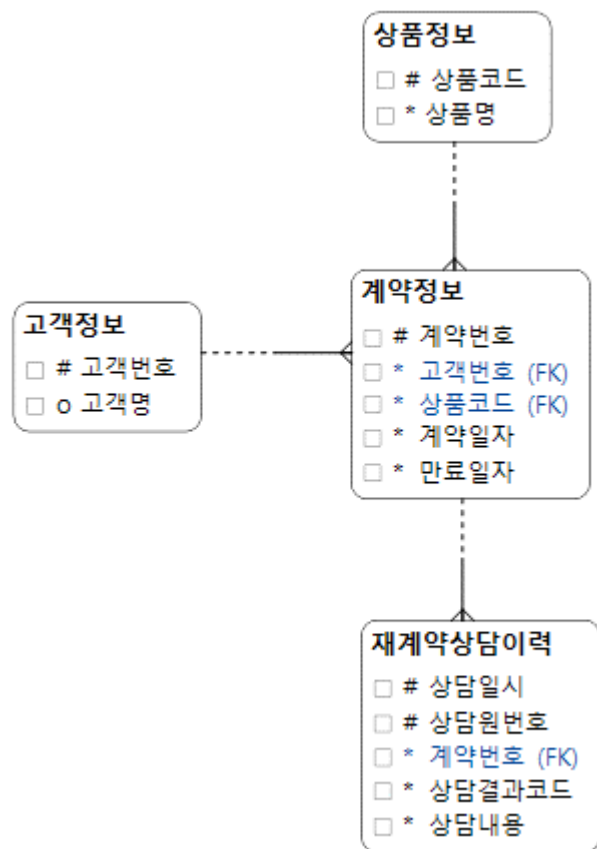 상품정보
# 상품코드
* 상품명
계약정보
# 계약번호
* 고객번호 (FK)
* 상품코드 (FK)
* 계약일자
* 만료일자
고객정보
# 고객번호
o 고객명
재계약상담이력
# 상담일시
# 상담원번호
* 계약번호 (FK)
* 상담결과코드
* 상담내용